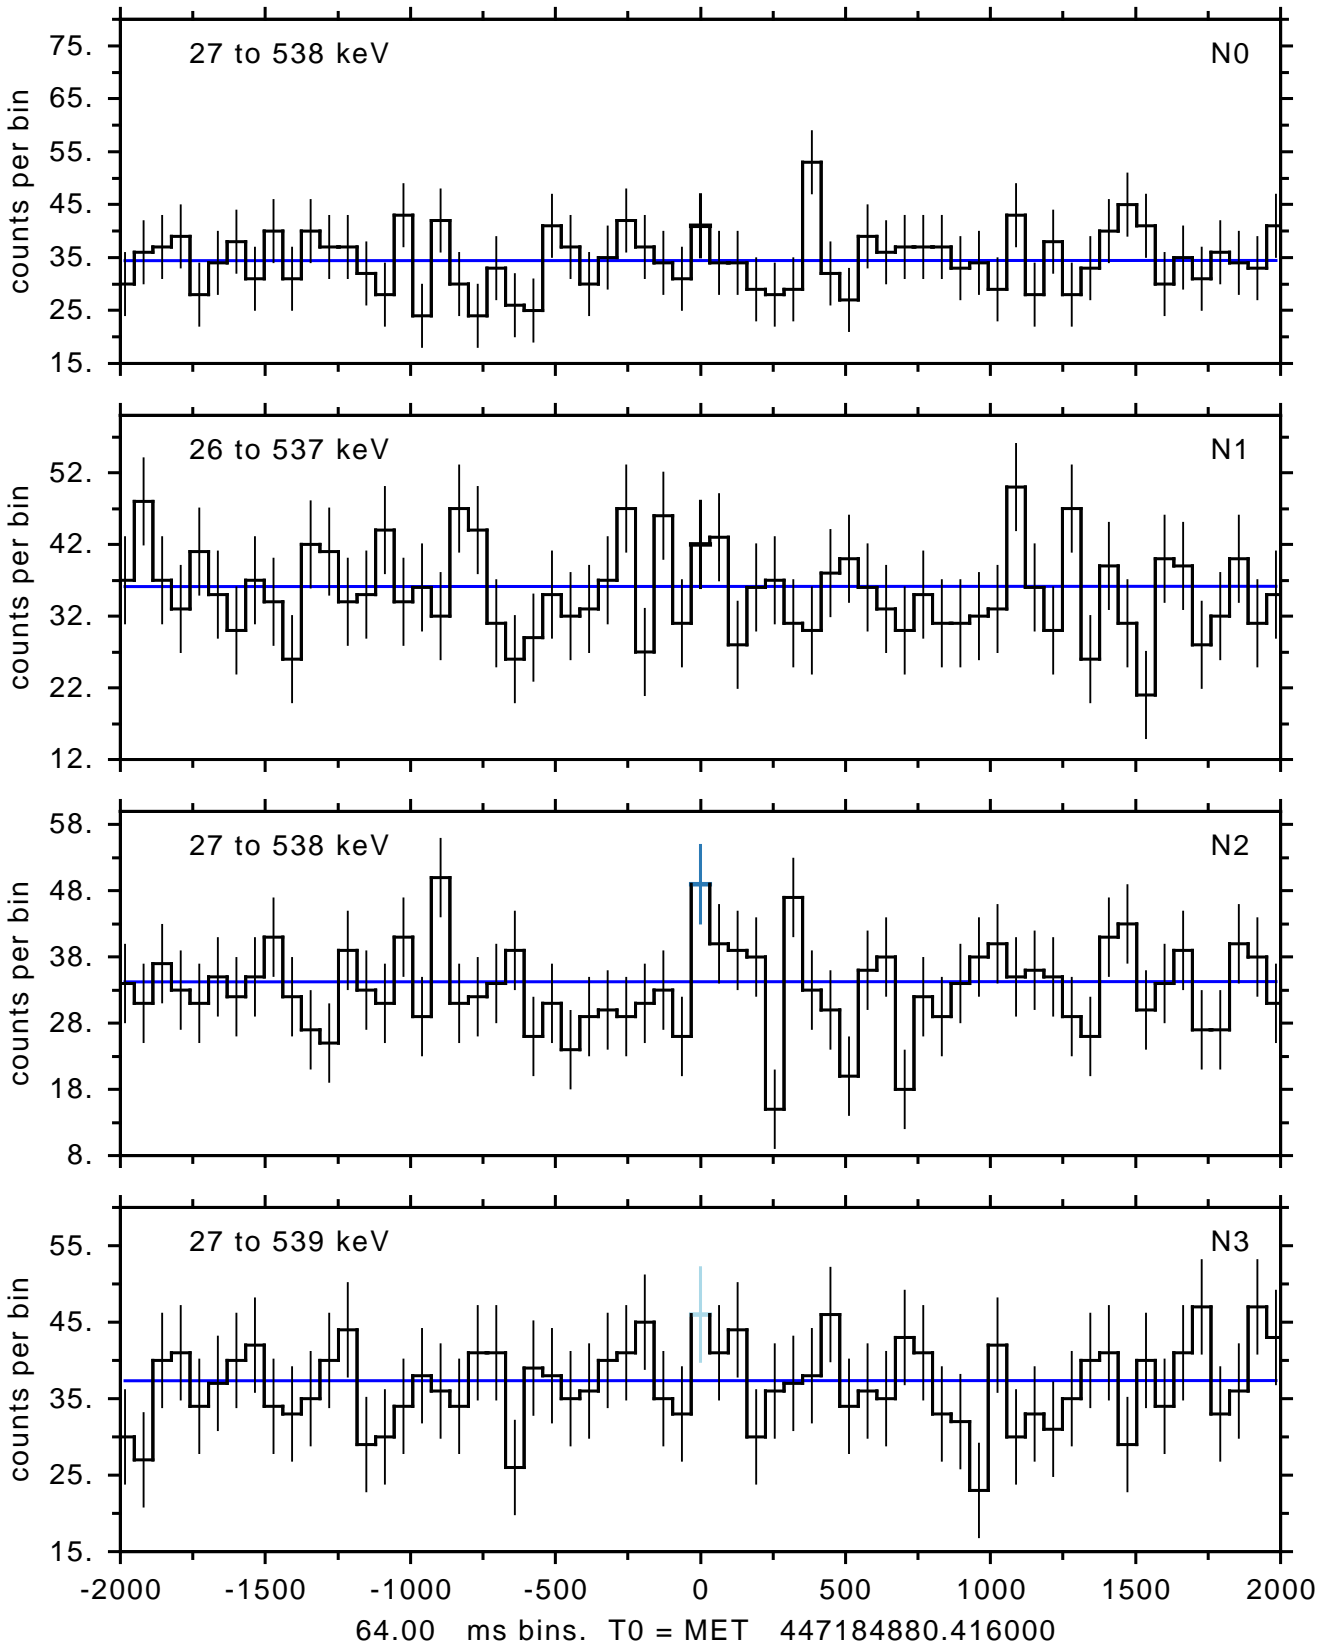 27 to 538 keV N0
75.
65.
55.
45.
35.
25.
15.
counts per bin
26 to 537 keV N1
52.
42.
32.
22.
12.
counts per bin
27 to 538 keV N2
58.
48.
38.
28.
18.
8.
counts per bin
27 to 539 keV N3
55.
45.
35.
25.
15.
counts per bin
-2000 -1500 -1000 -500 0 500 1000 1500 2000
64.00 ms bins. T0 = MET 447184880.416000